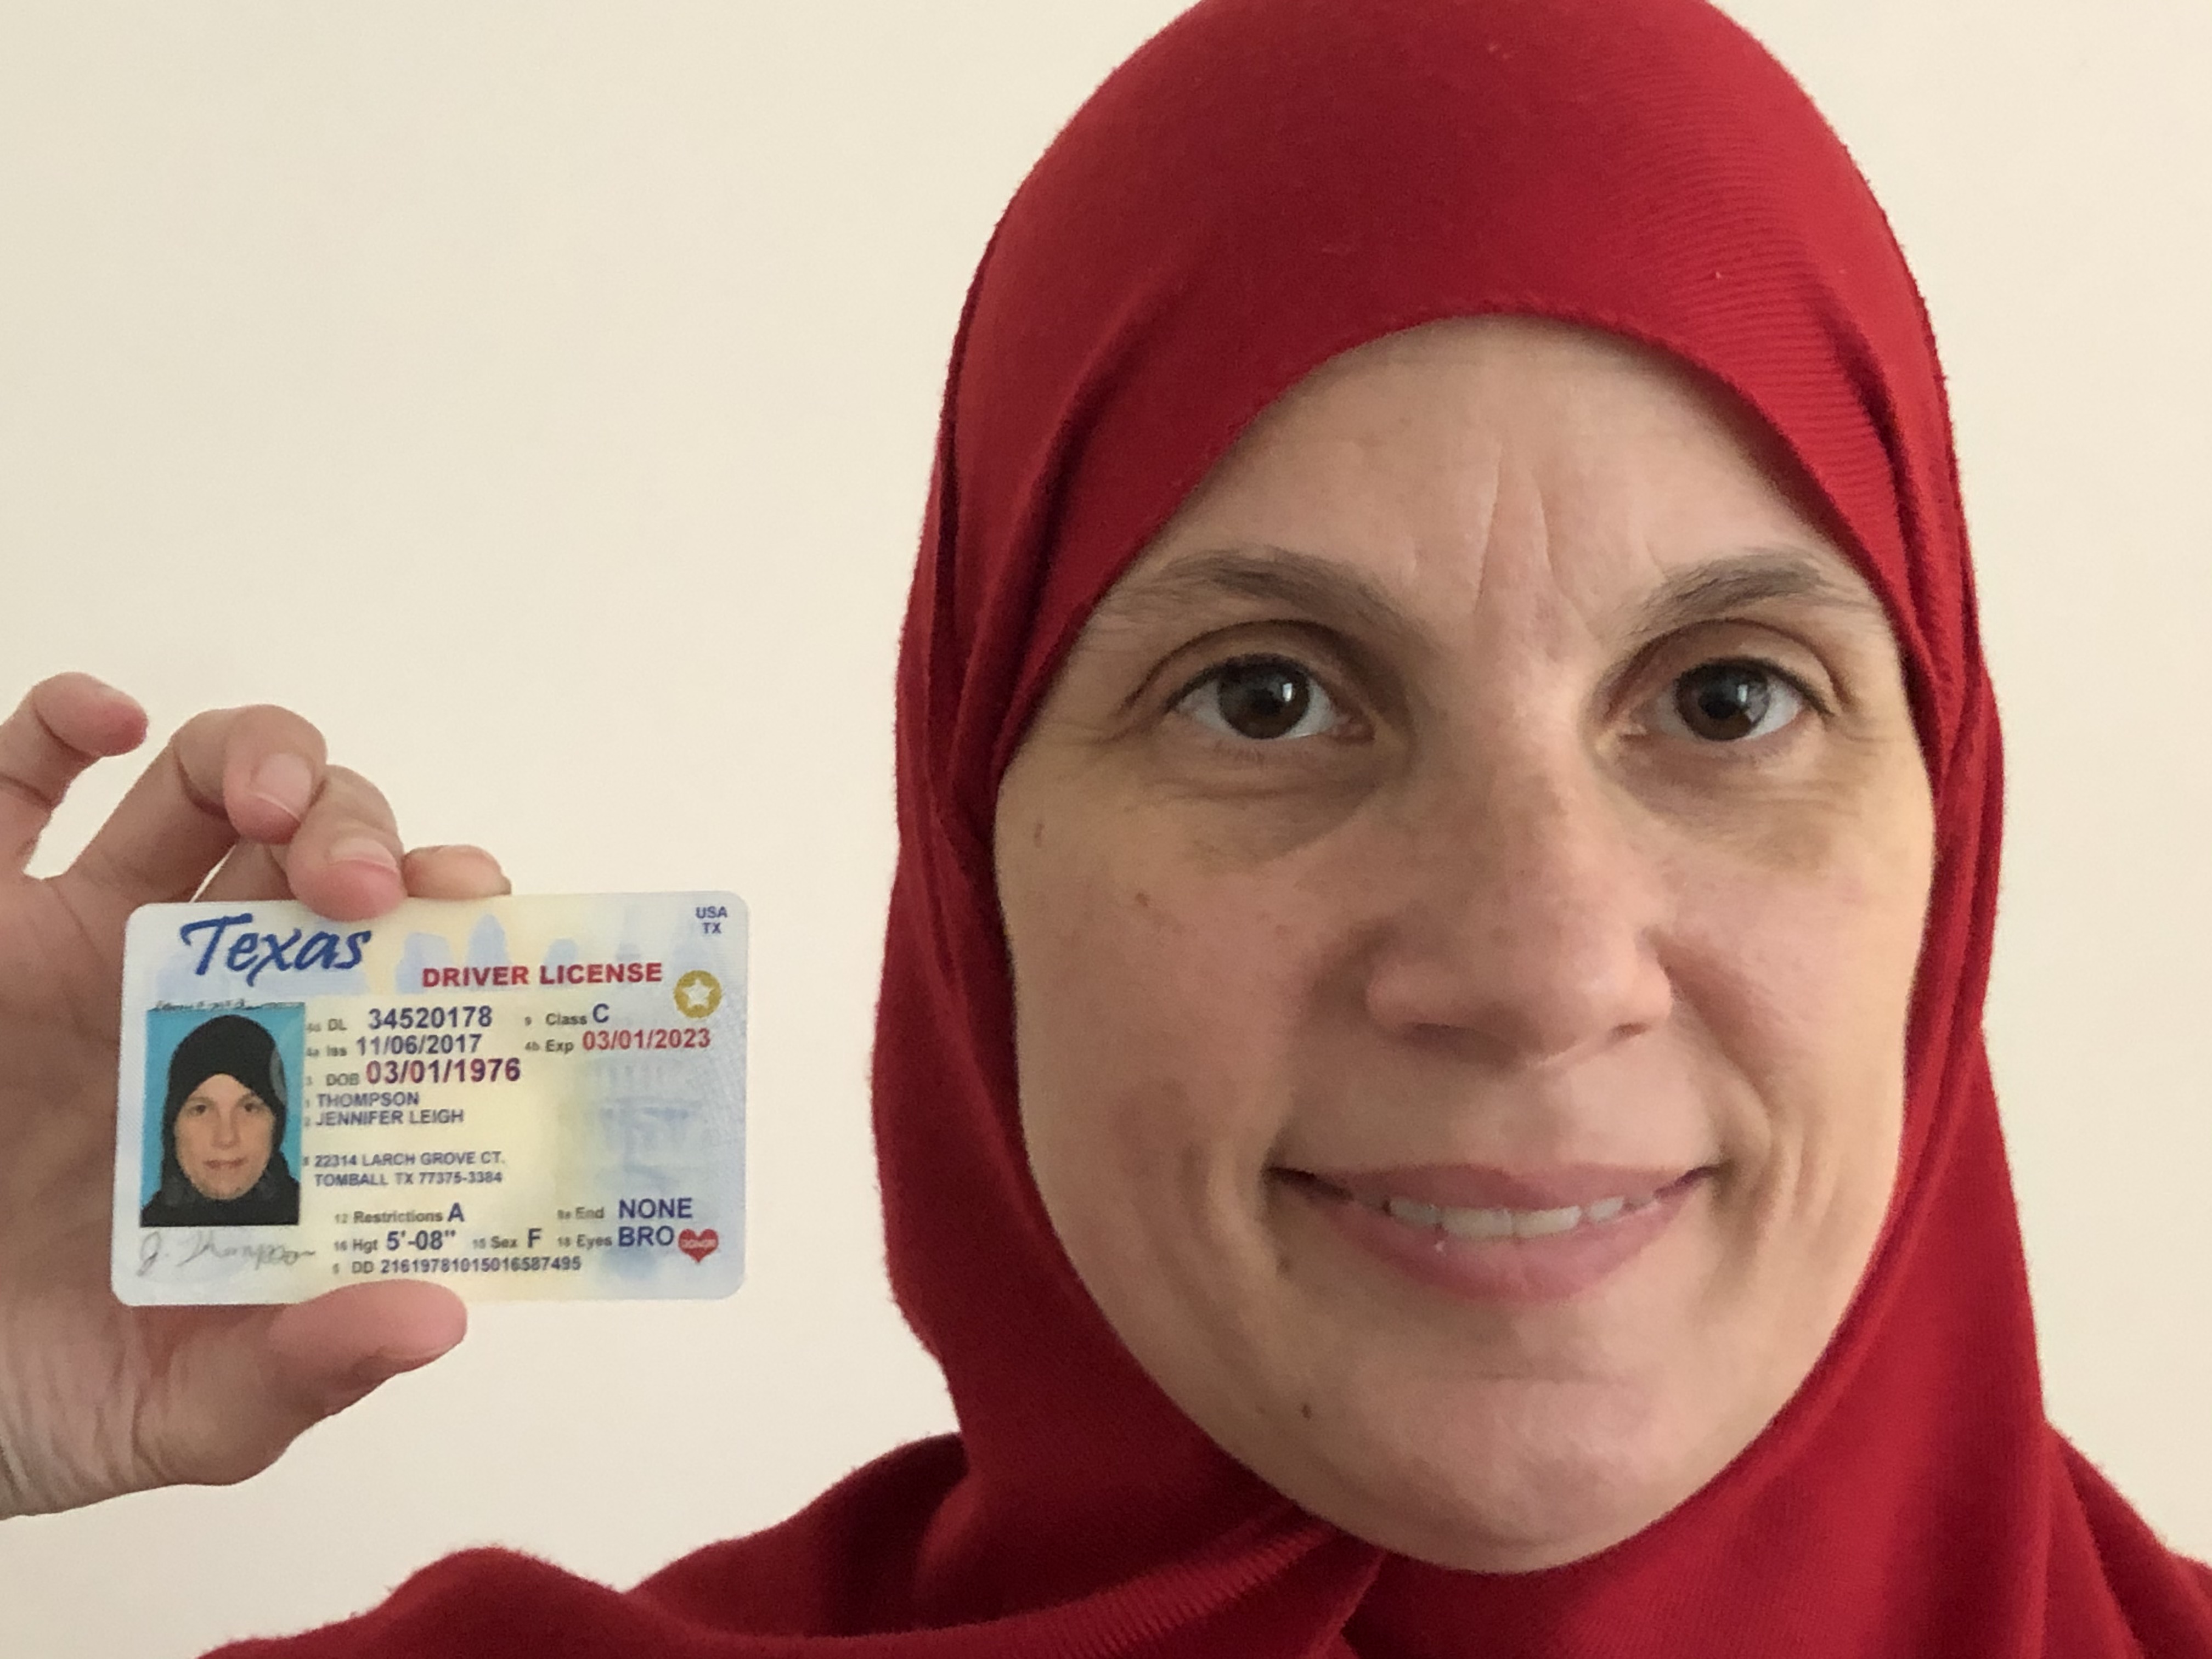 Texas
USA
TX
DRIVER LICENSE
4d DL 34520178 9 Class C
4a Iss 11/06/2017 4b Exp 03/01/2023
3 DOB 03/01/1976
1 THOMPSON
2 JENNIFER LEIGH
8 22314 LARCH GROVE CT.
TOMBALL TX 77375-3384
12 Restrictions A 9a End NONE
16 Hgt 5'-08" 15 Sex F 18 Eyes BRO DONOR
5 DD 21619781015016587495
J. Thompson